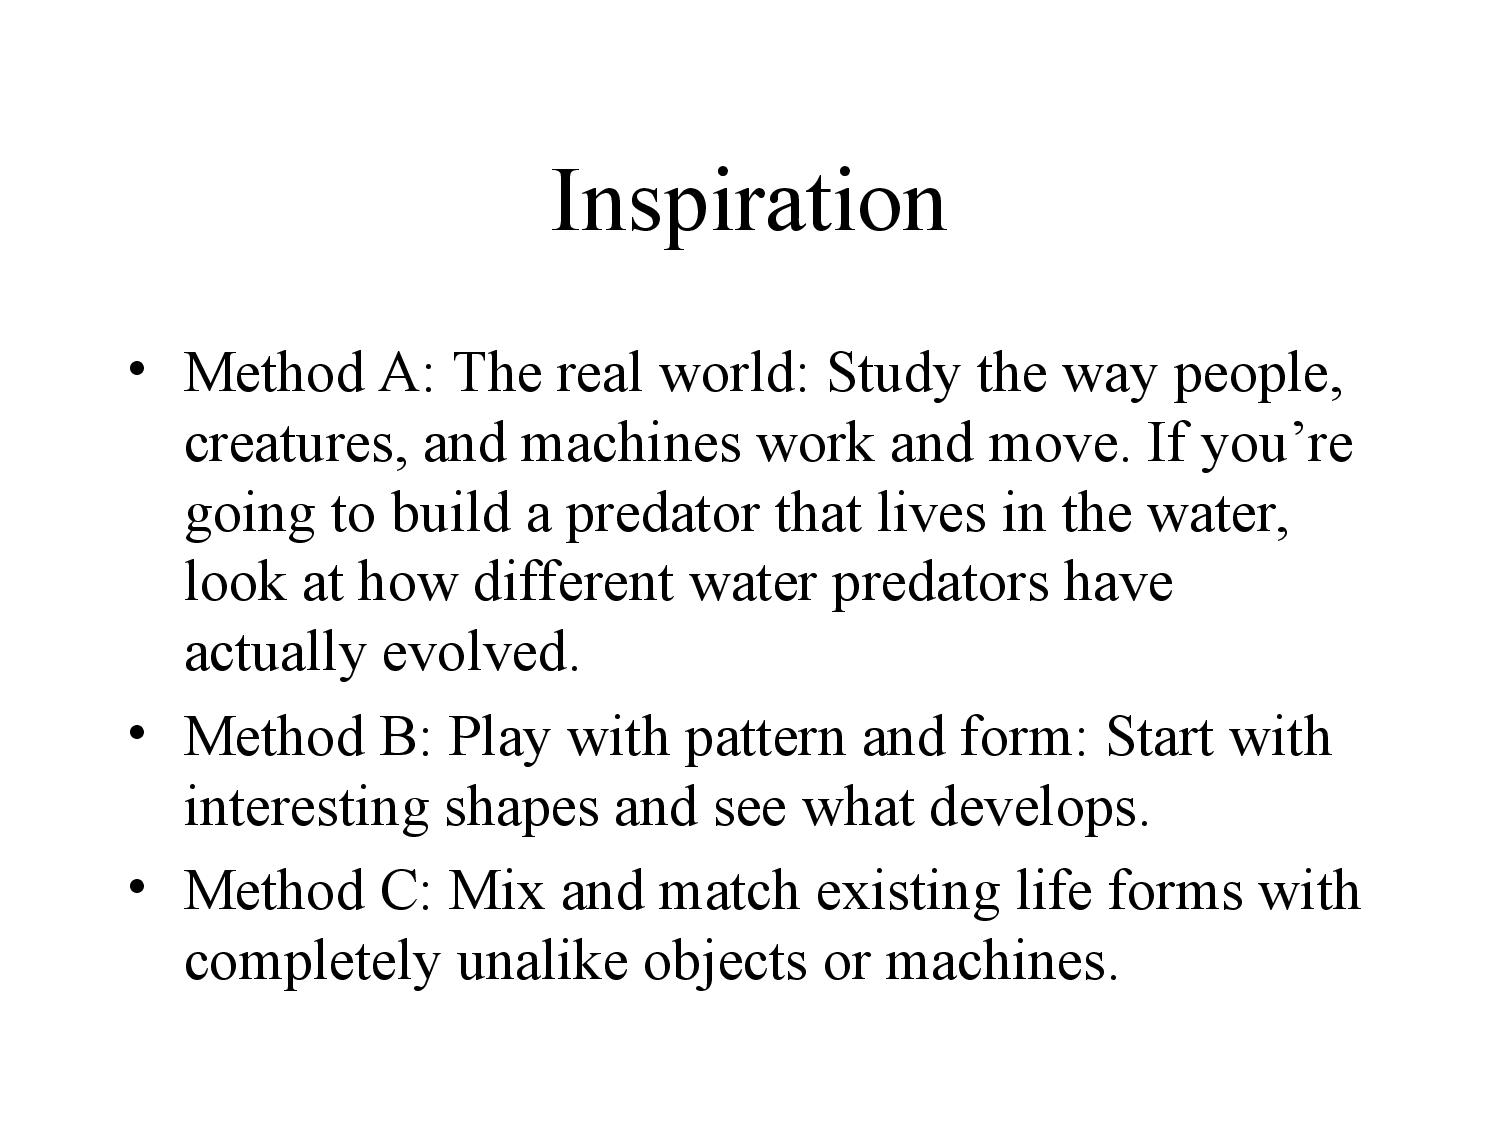 Inspiration
• Method A: The real world: Study the way people,
creatures, and machines work and move. If you’re
going to build a predator that lives in the water,
look at how different water predators have
actually evolved.
• Method B: Play with pattern and form: Start with
interesting shapes and see what develops.
• Method C: Mix and match existing life forms with
completely unalike objects or machines.